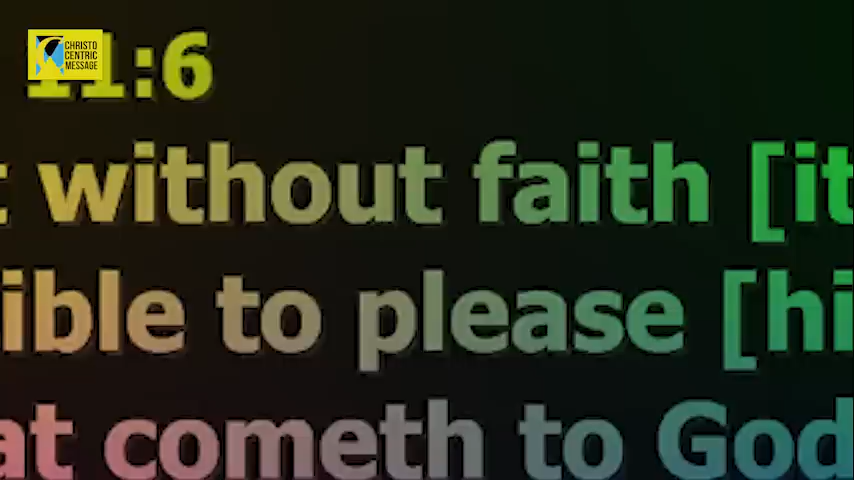 CHRISTO
CENTRIC
MESSAGE
11:6
without faith [it
ible to please [hi
at cometh to God